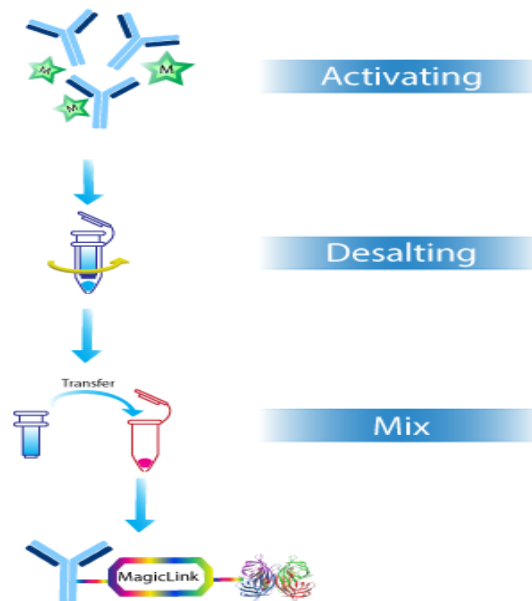 M
M
M
Activating
Desalting
Transfer
Mix
MagicLink